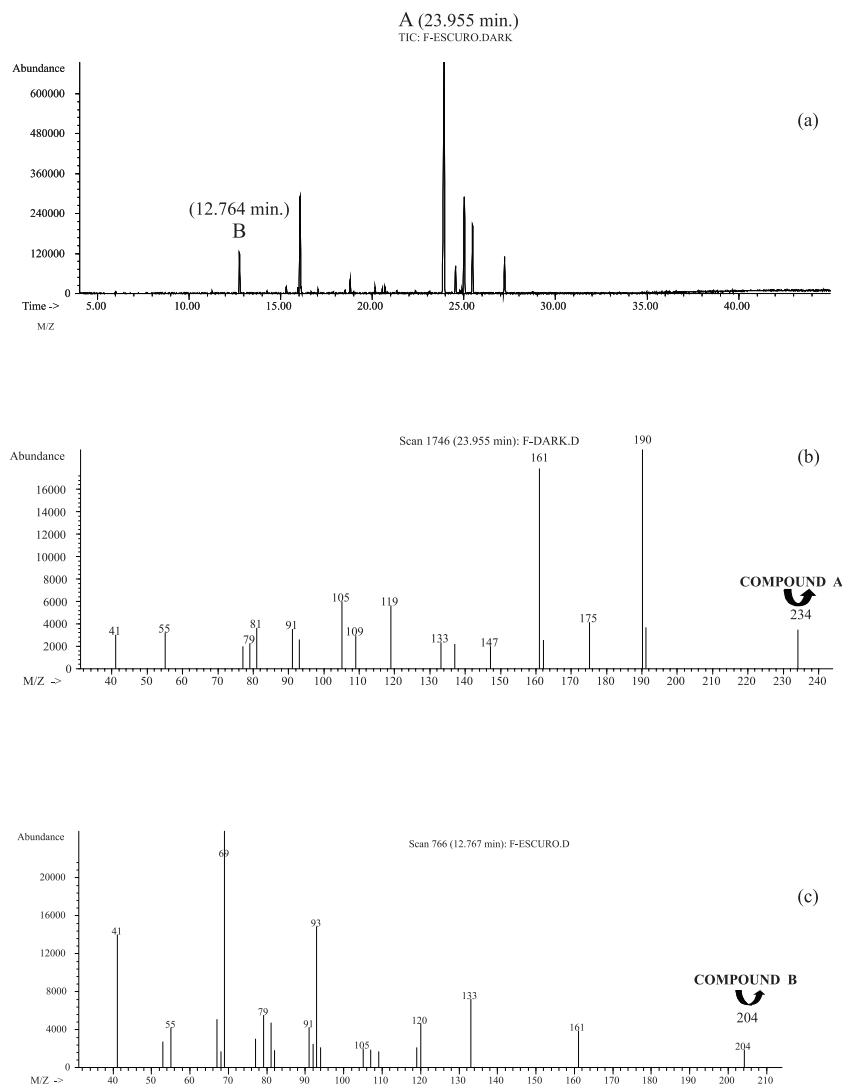 A (23.955 min.)
TIC: F-ESCURO.DARK
Abundance
600000
480000
360000
240000
120000
0
(a)
(12.764 min.)
B
Time -> 5.00 10.00 15.00 20.00 25.00 30.00 35.00 40.00
M/Z
Scan 1746 (23.955 min): F-DARK.D
(b)
Abundance
16000
14000
12000
10000
8000
6000
4000
2000
0
41 55 79 81 91 105 109 119 133 147 161 175 190
COMPOUND A
234
M/Z -> 40 50 60 70 80 90 100 110 120 130 140 150 160 170 180 190 200 210 220 230 240
Scan 766 (12.767 min): F-ESCURO.D
(c)
Abundance
20000
16000
12000
8000
4000
0
41 55 69 79 91 93 105 120 133 161 204
COMPOUND B
204
M/Z -> 40 50 60 70 80 90 100 110 120 130 140 150 160 170 180 190 200 210